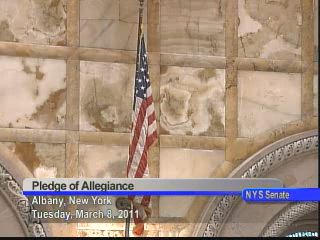 Pledge of Allegiance
NYS Senate
Albany, New York
Tuesday, March 8, 2011